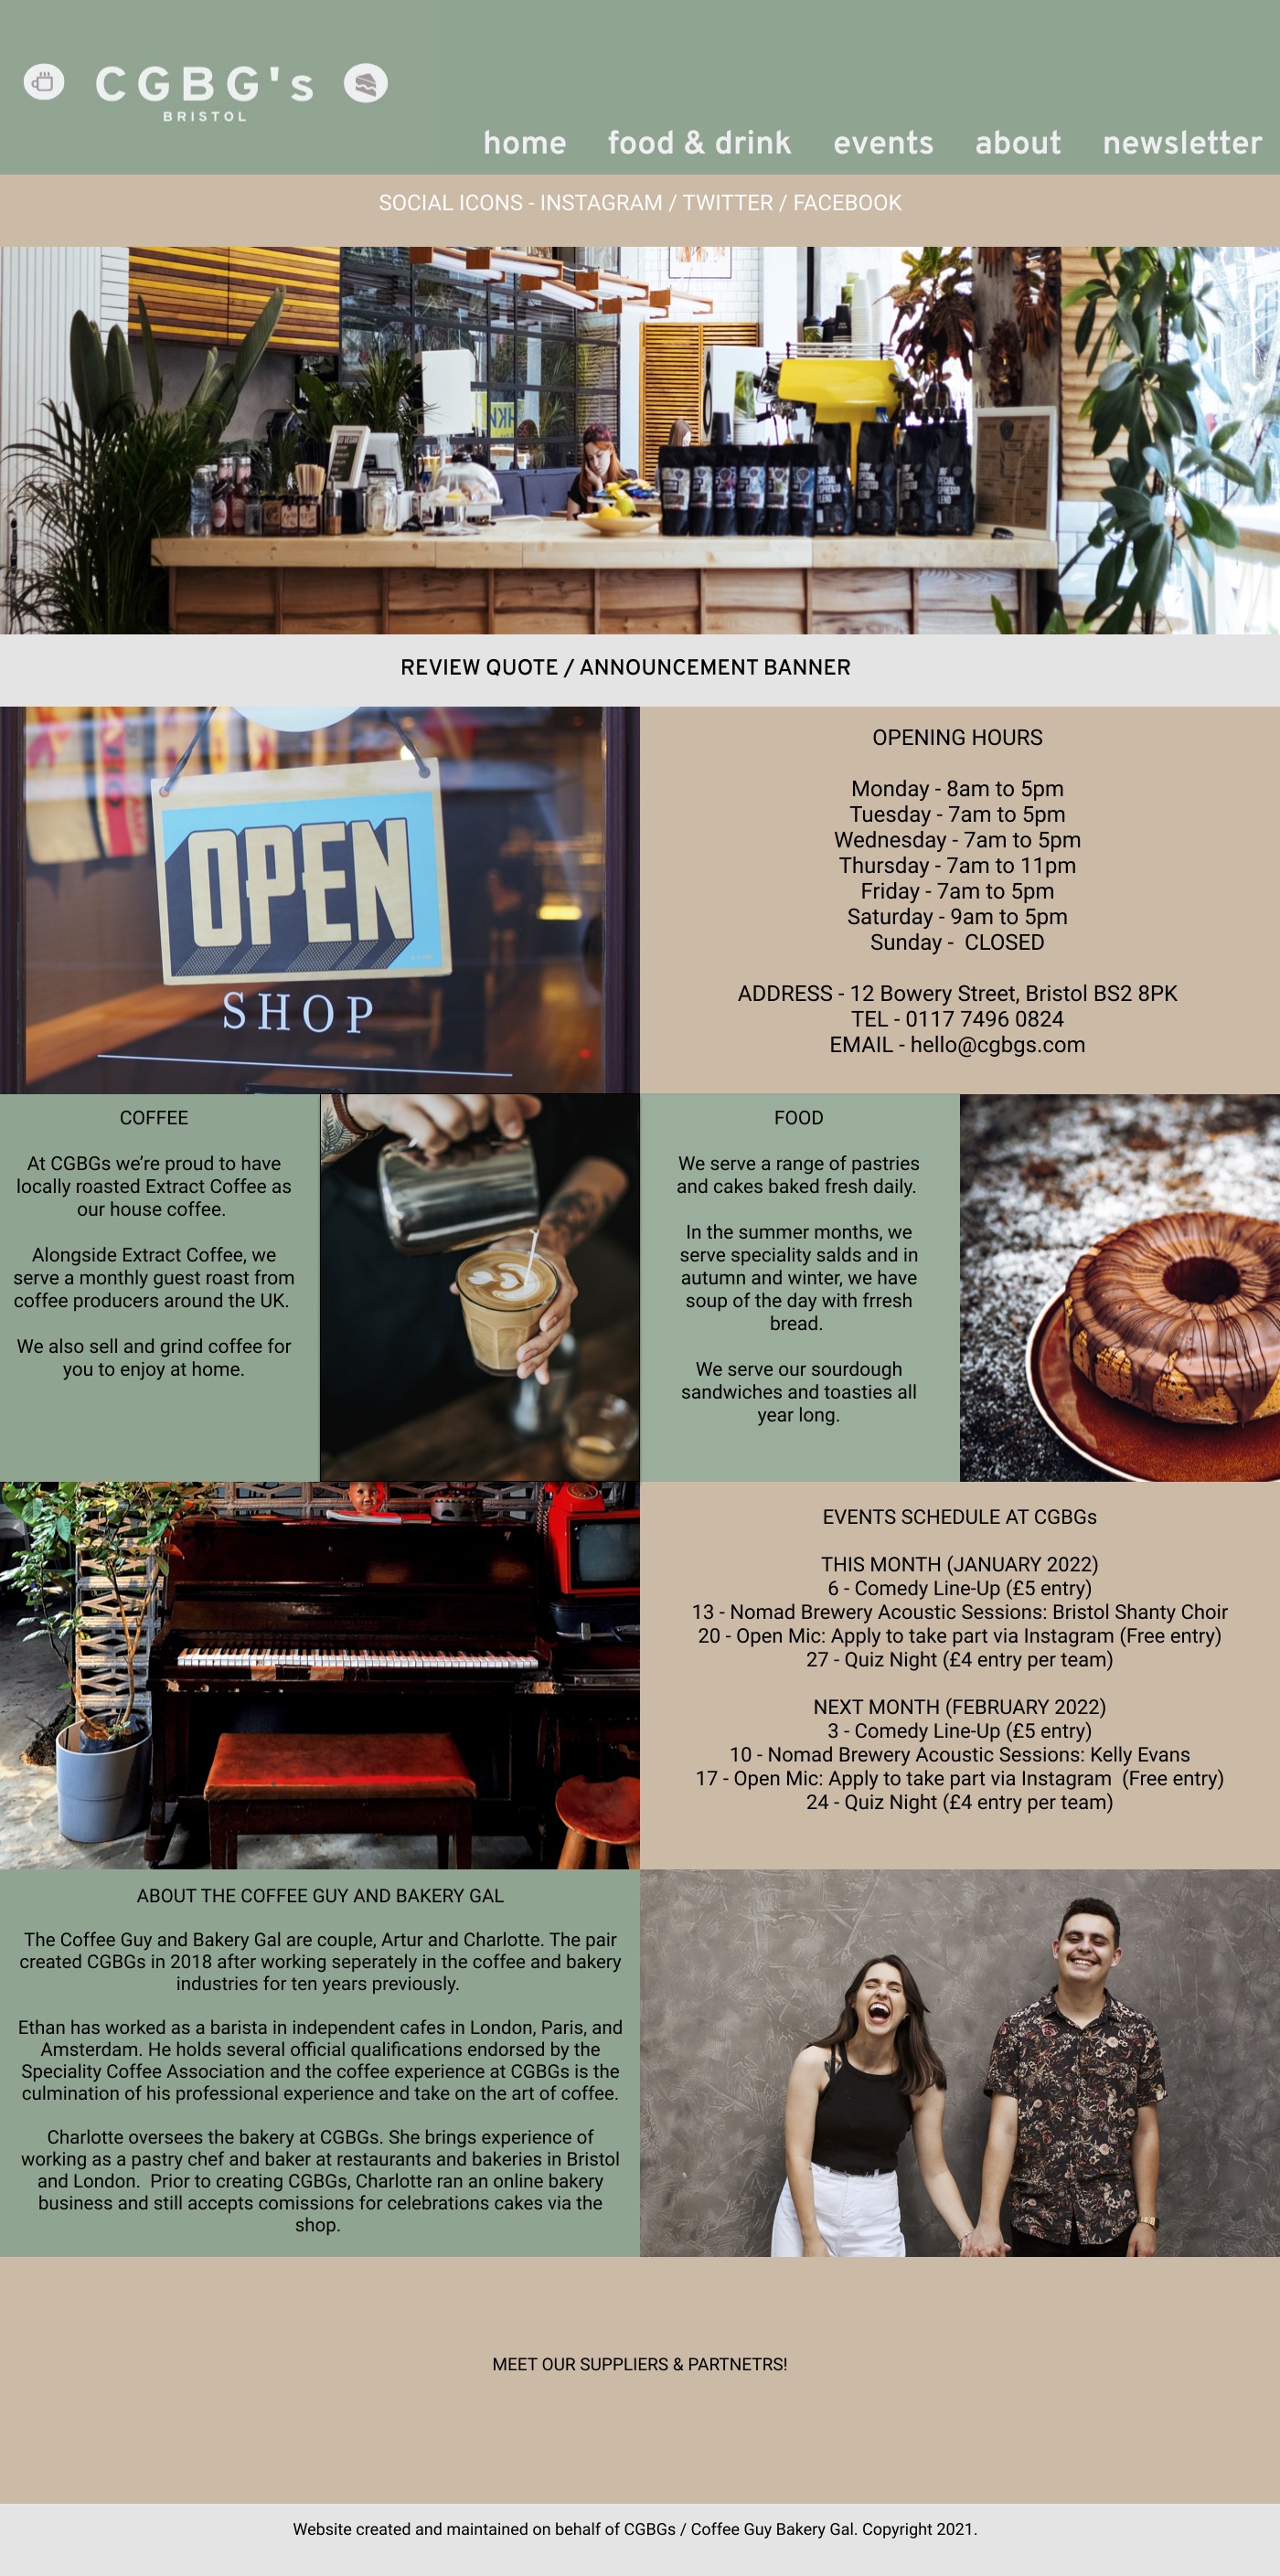 CGBG's
BRISTOL
home food & drink events about newsletter
SOCIAL ICONS - INSTAGRAM / TWITTER / FACEBOOK
REVIEW QUOTE / ANNOUNCEMENT BANNER
OPEN
SHOP
OPENING HOURS
Monday - 8am to 5pm
Tuesday - 7am to 5pm
Wednesday - 7am to 5pm
Thursday - 7am to 11pm
Friday - 7am to 5pm
Saturday - 9am to 5pm
Sunday -  CLOSED
ADDRESS - 12 Bowery Street, Bristol BS2 8PK
TEL - 0117 7496 0824
EMAIL - hello@cgbgs.com
COFFEE
At CGBGs we’re proud to have
locally roasted Extract Coffee as
our house coffee.
Alongside Extract Coffee, we
serve a monthly guest roast from
coffee producers around the UK.
We also sell and grind coffee for
you to enjoy at home.
FOOD
We serve a range of pastries
and cakes baked fresh daily.
In the summer months, we
serve speciality salds and in
autumn and winter, we have
soup of the day with frresh
bread.
We serve our sourdough
sandwiches and toasties all
year long.
EVENTS SCHEDULE AT CGBGs
THIS MONTH (JANUARY 2022)
6 - Comedy Line-Up (£5 entry)
13 - Nomad Brewery Acoustic Sessions: Bristol Shanty Choir
20 - Open Mic: Apply to take part via Instagram (Free entry)
27 - Quiz Night (£4 entry per team)
NEXT MONTH (FEBRUARY 2022)
3 - Comedy Line-Up (£5 entry)
10 - Nomad Brewery Acoustic Sessions: Kelly Evans
17 - Open Mic: Apply to take part via Instagram  (Free entry)
24 - Quiz Night (£4 entry per team)
ABOUT THE COFFEE GUY AND BAKERY GAL
The Coffee Guy and Bakery Gal are couple, Artur and Charlotte. The pair
created CGBGs in 2018 after working seperately in the coffee and bakery
industries for ten years previously.
Ethan has worked as a barista in independent cafes in London, Paris, and
Amsterdam. He holds several official qualifications endorsed by the
Speciality Coffee Association and the coffee experience at CGBGs is the
culmination of his professional experience and take on the art of coffee.
Charlotte oversees the bakery at CGBGs. She brings experience of
working as a pastry chef and baker at restaurants and bakeries in Bristol
and London.  Prior to creating CGBGs, Charlotte ran an online bakery
business and still accepts comissions for celebrations cakes via the
shop.
MEET OUR SUPPLIERS & PARTNETRS!
Website created and maintained on behalf of CGBGs / Coffee Guy Bakery Gal. Copyright 2021.